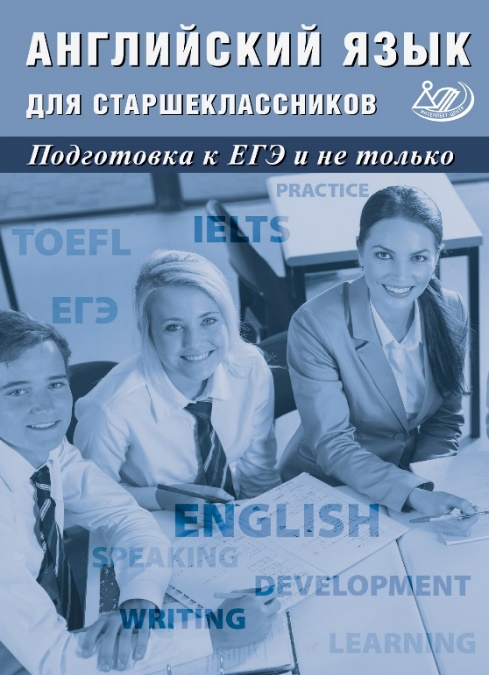 АНГЛИЙСКИЙ ЯЗЫК
ДЛЯ СТАРШЕКЛАССНИКОВ
Подготовка к ЕГЭ и не только
PRACTICE
TOEFL
IELTS
ЕГЭ
ENGLISH
SPEAKING
DEVELOPMENT
WRITING
LEARNING